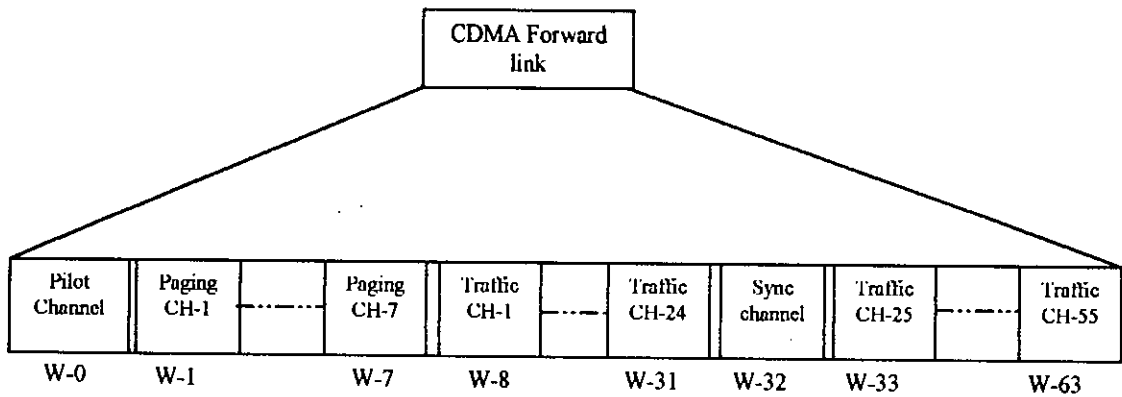 CDMA Forward
link
Pilot
Channel
Paging
CH-1
Paging
CH-7
Traffic
CH-1
Traffic
CH-24
Sync
channel
Traffic
CH-25
Traffic
CH-55
W-0
W-1
W-7
W-8
W-31
W-32
W-33
W-63